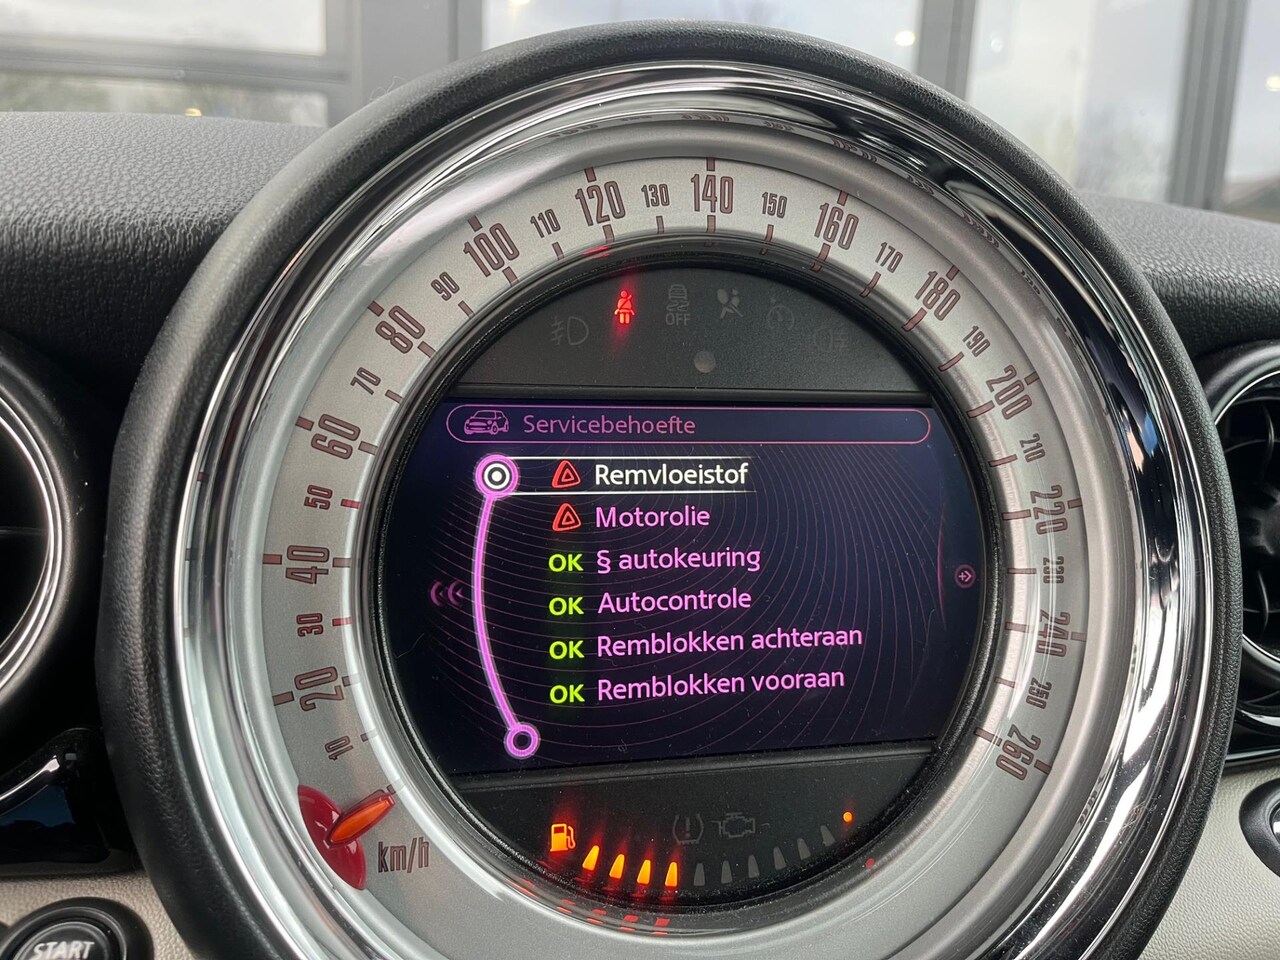 10
20
30
40
50
60
70
80
90
100
110
120
130
140
150
160
170
180
190
200
210
220
230
240
250
260
km/h
OFF
Servicebehoefte
Remvloeistof
Motorolie
OK § autokeuring
OK Autocontrole
OK Remblokken achteraan
OK Remblokken vooraan
START